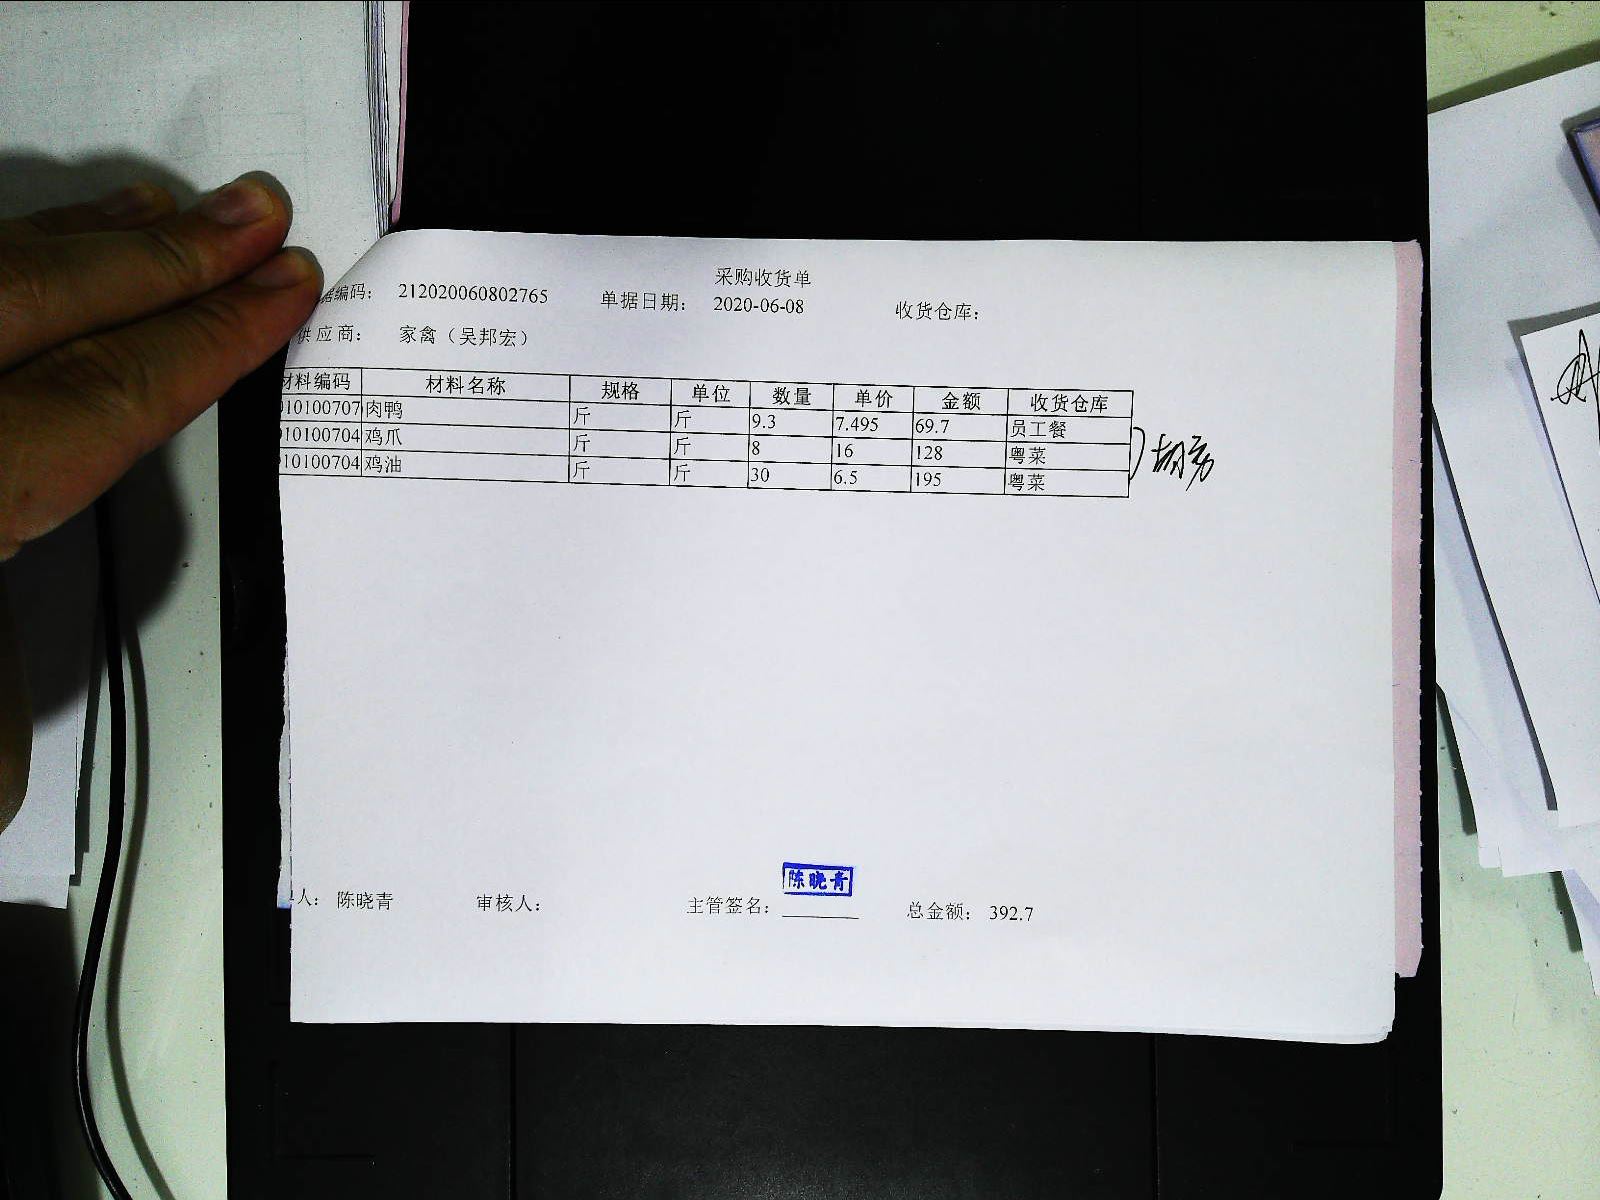 采购收货单
据编码： 212020060802765 单据日期： 2020-06-08 收货仓库：
供应商： 家禽（吴邦宏）
材料编码 材料名称 规格 单位 数量 单价 金额 收货仓库
010100707 肉鸭 斤 斤 9.3 7.495 69.7 员工餐
010100704 鸡爪 斤 斤 8 16 128 粤菜
010100704 鸡油 斤 斤 30 6.5 195 粤菜
陈晓青
人： 陈晓青 审核人： 主管签名： 总金额： 392.7